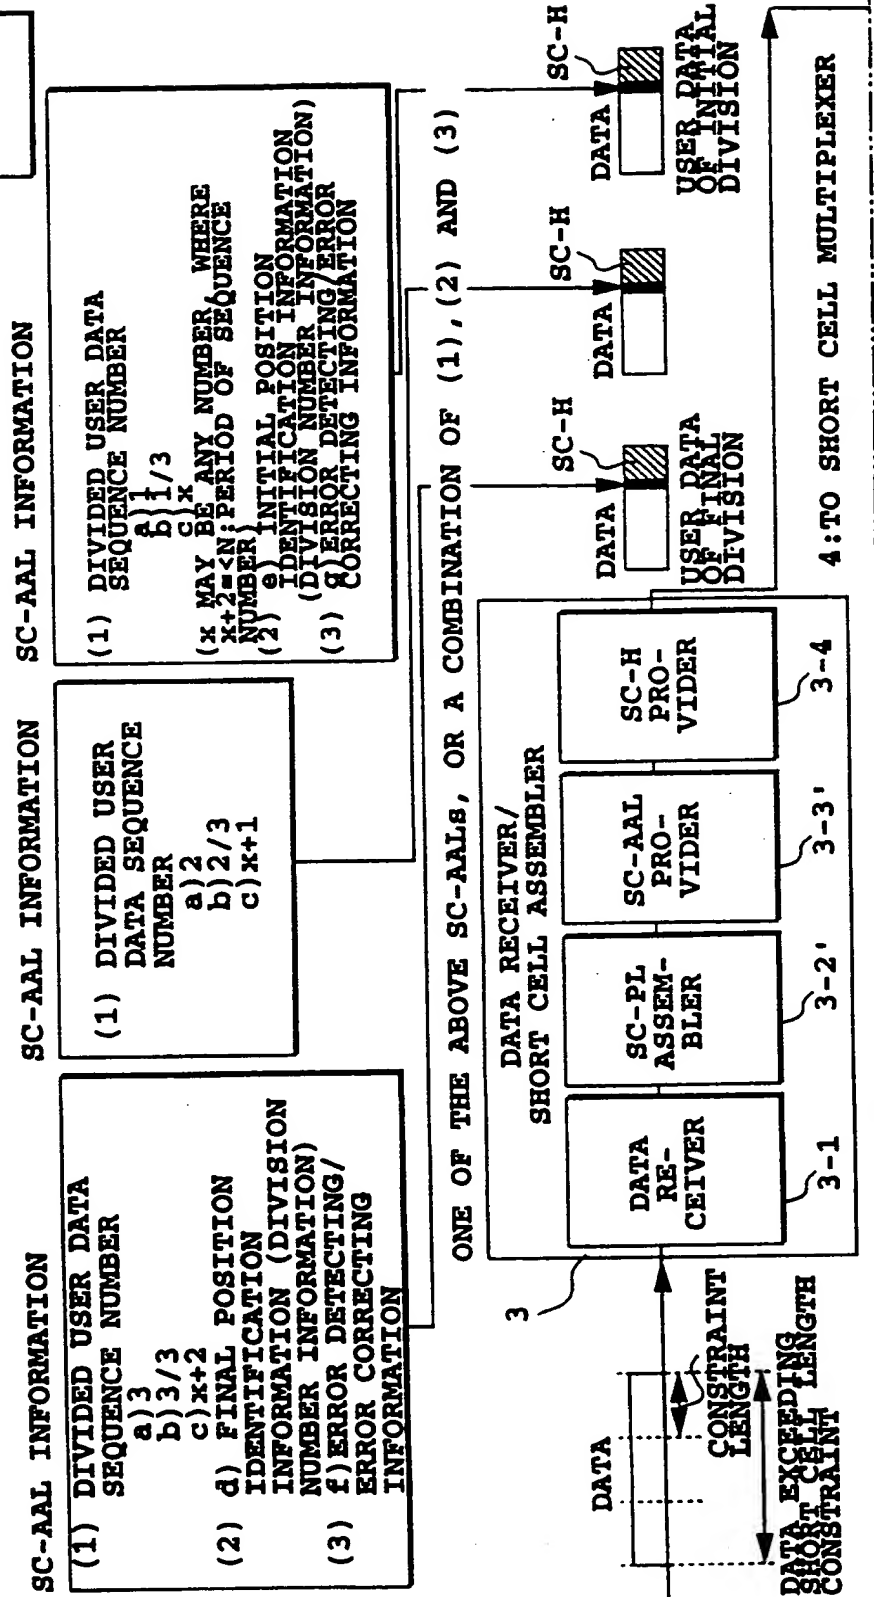 SC-AAL INFORMATION
(1) DIVIDED USER DATA
SEQUENCE NUMBER
a)3
b)3/3
c)x+2
(2) d) FINAL POSITION
IDENTIFICATION
INFORMATION (DIVISION
NUMBER INFORMATION)
(3) f)ERROR DETECTING/
ERROR CORRECTING
INFORMATION
SC-AAL INFORMATION
(1) DIVIDED USER
DATA SEQUENCE
NUMBER
a)2
b)2/3
c)x+1
SC-AAL INFORMATION
(1) DIVIDED USER DATA
SEQUENCE NUMBER
a)1
b)1/3
c)x
(x MAY BE ANY NUMBER, WHERE
x+2=<N:PERIOD OF SEQUENCE
NUMBER)
(2) e) INITIAL POSITION
IDENTIFICATION INFORMATION
(DIVISION NUMBER INFORMATION)
(3) g)ERROR DETECTING/ERROR
CORRECTING INFORMATION
ONE OF THE ABOVE SC-AALs, OR A COMBINATION OF (1),(2) AND (3)
DATA
SC-H
USER DATA
OF FINAL
DIVISION
DATA
SC-H
DATA
SC-H
USER DATA
OF INITIAL
DIVISION
3
DATA RECEIVER/
SHORT CELL ASSEMBLER
DATA
RE-
CEIVER
3-1
SC-PL
ASSEM-
BLER
3-2'
SC-AAL
PRO-
VIDER
3-3'
SC-H
PRO-
VIDER
3-4
4:TO SHORT CELL MULTIPLEXER
DATA
CONSTRAINT
LENGTH
DATA EXCEEDING
SHORT CELL LENGTH
CONSTRAINT